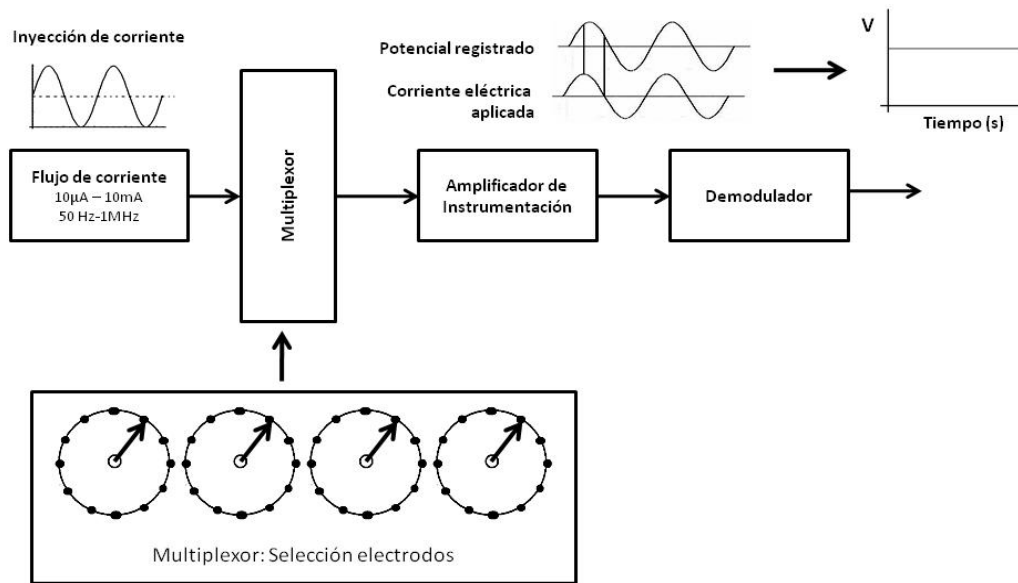 Inyección de corriente
Flujo de corriente
10µA – 10mA
50 Hz-1MHz
Multiplexor
Potencial registrado
Corriente eléctrica
aplicada
V
Tiempo (s)
Amplificador de
Instrumentación
Demodulador
Multiplexor: Selección electrodos